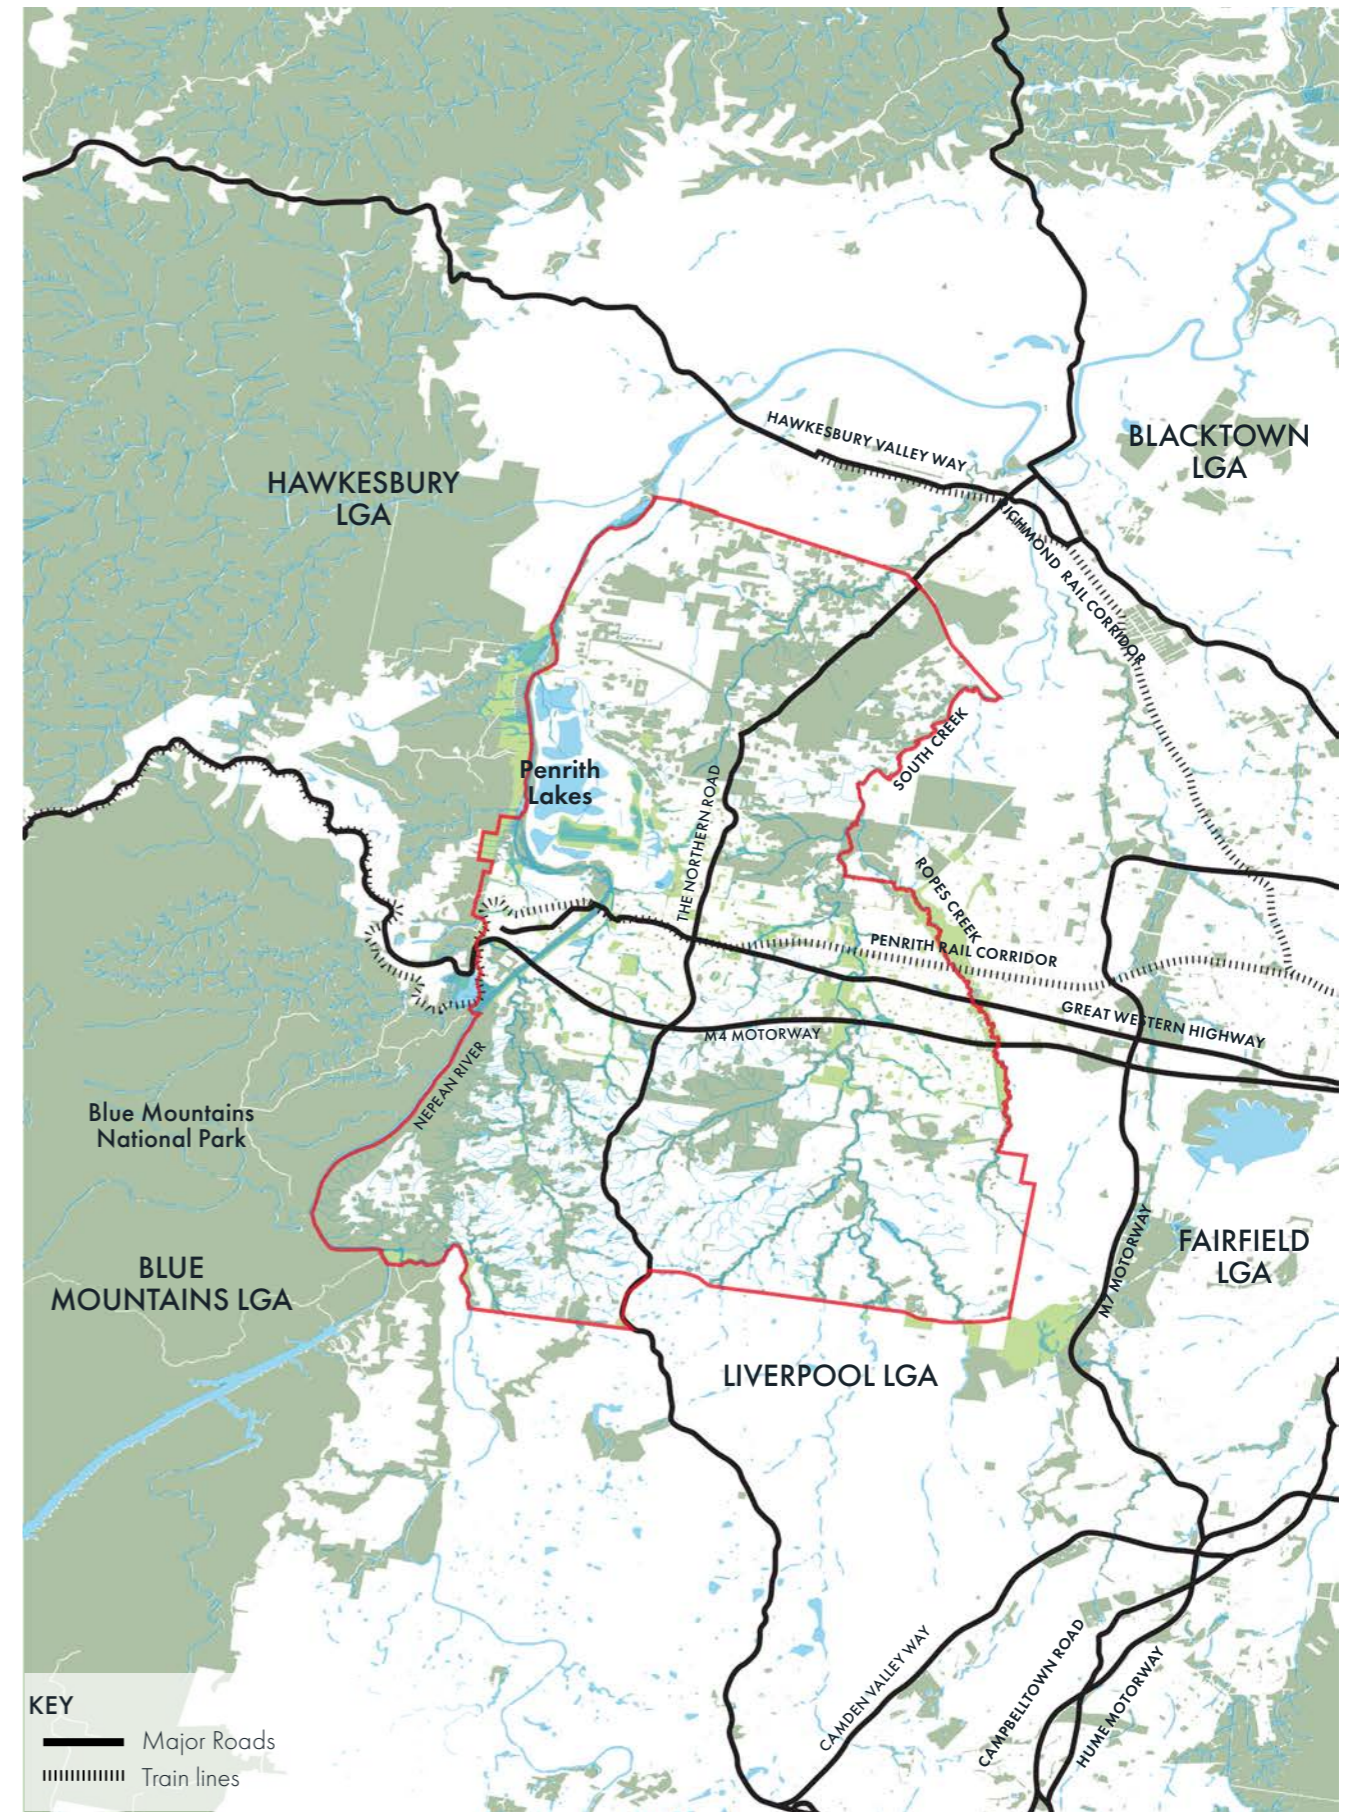 HAWKESBURY VALLEY WAY
BLACKTOWN
LGA
HAWKESBURY
LGA
RICHMOND RAIL CORRIDOR
SOUTH CREEK
Penrith
Lakes
THE NORTHERN ROAD
ROPES CREEK
PENRITH RAIL CORRIDOR
GREAT WESTERN HIGHWAY
M4 MOTORWAY
NEPEAN RIVER
Blue Mountains
National Park
M7 MOTORWAY
FAIRFIELD
LGA
BLUE
MOUNTAINS LGA
LIVERPOOL LGA
CAMDEN VALLEY WAY
CAMPBELLTOWN ROAD
HUME MOTORWAY
KEY
Major Roads
Train lines